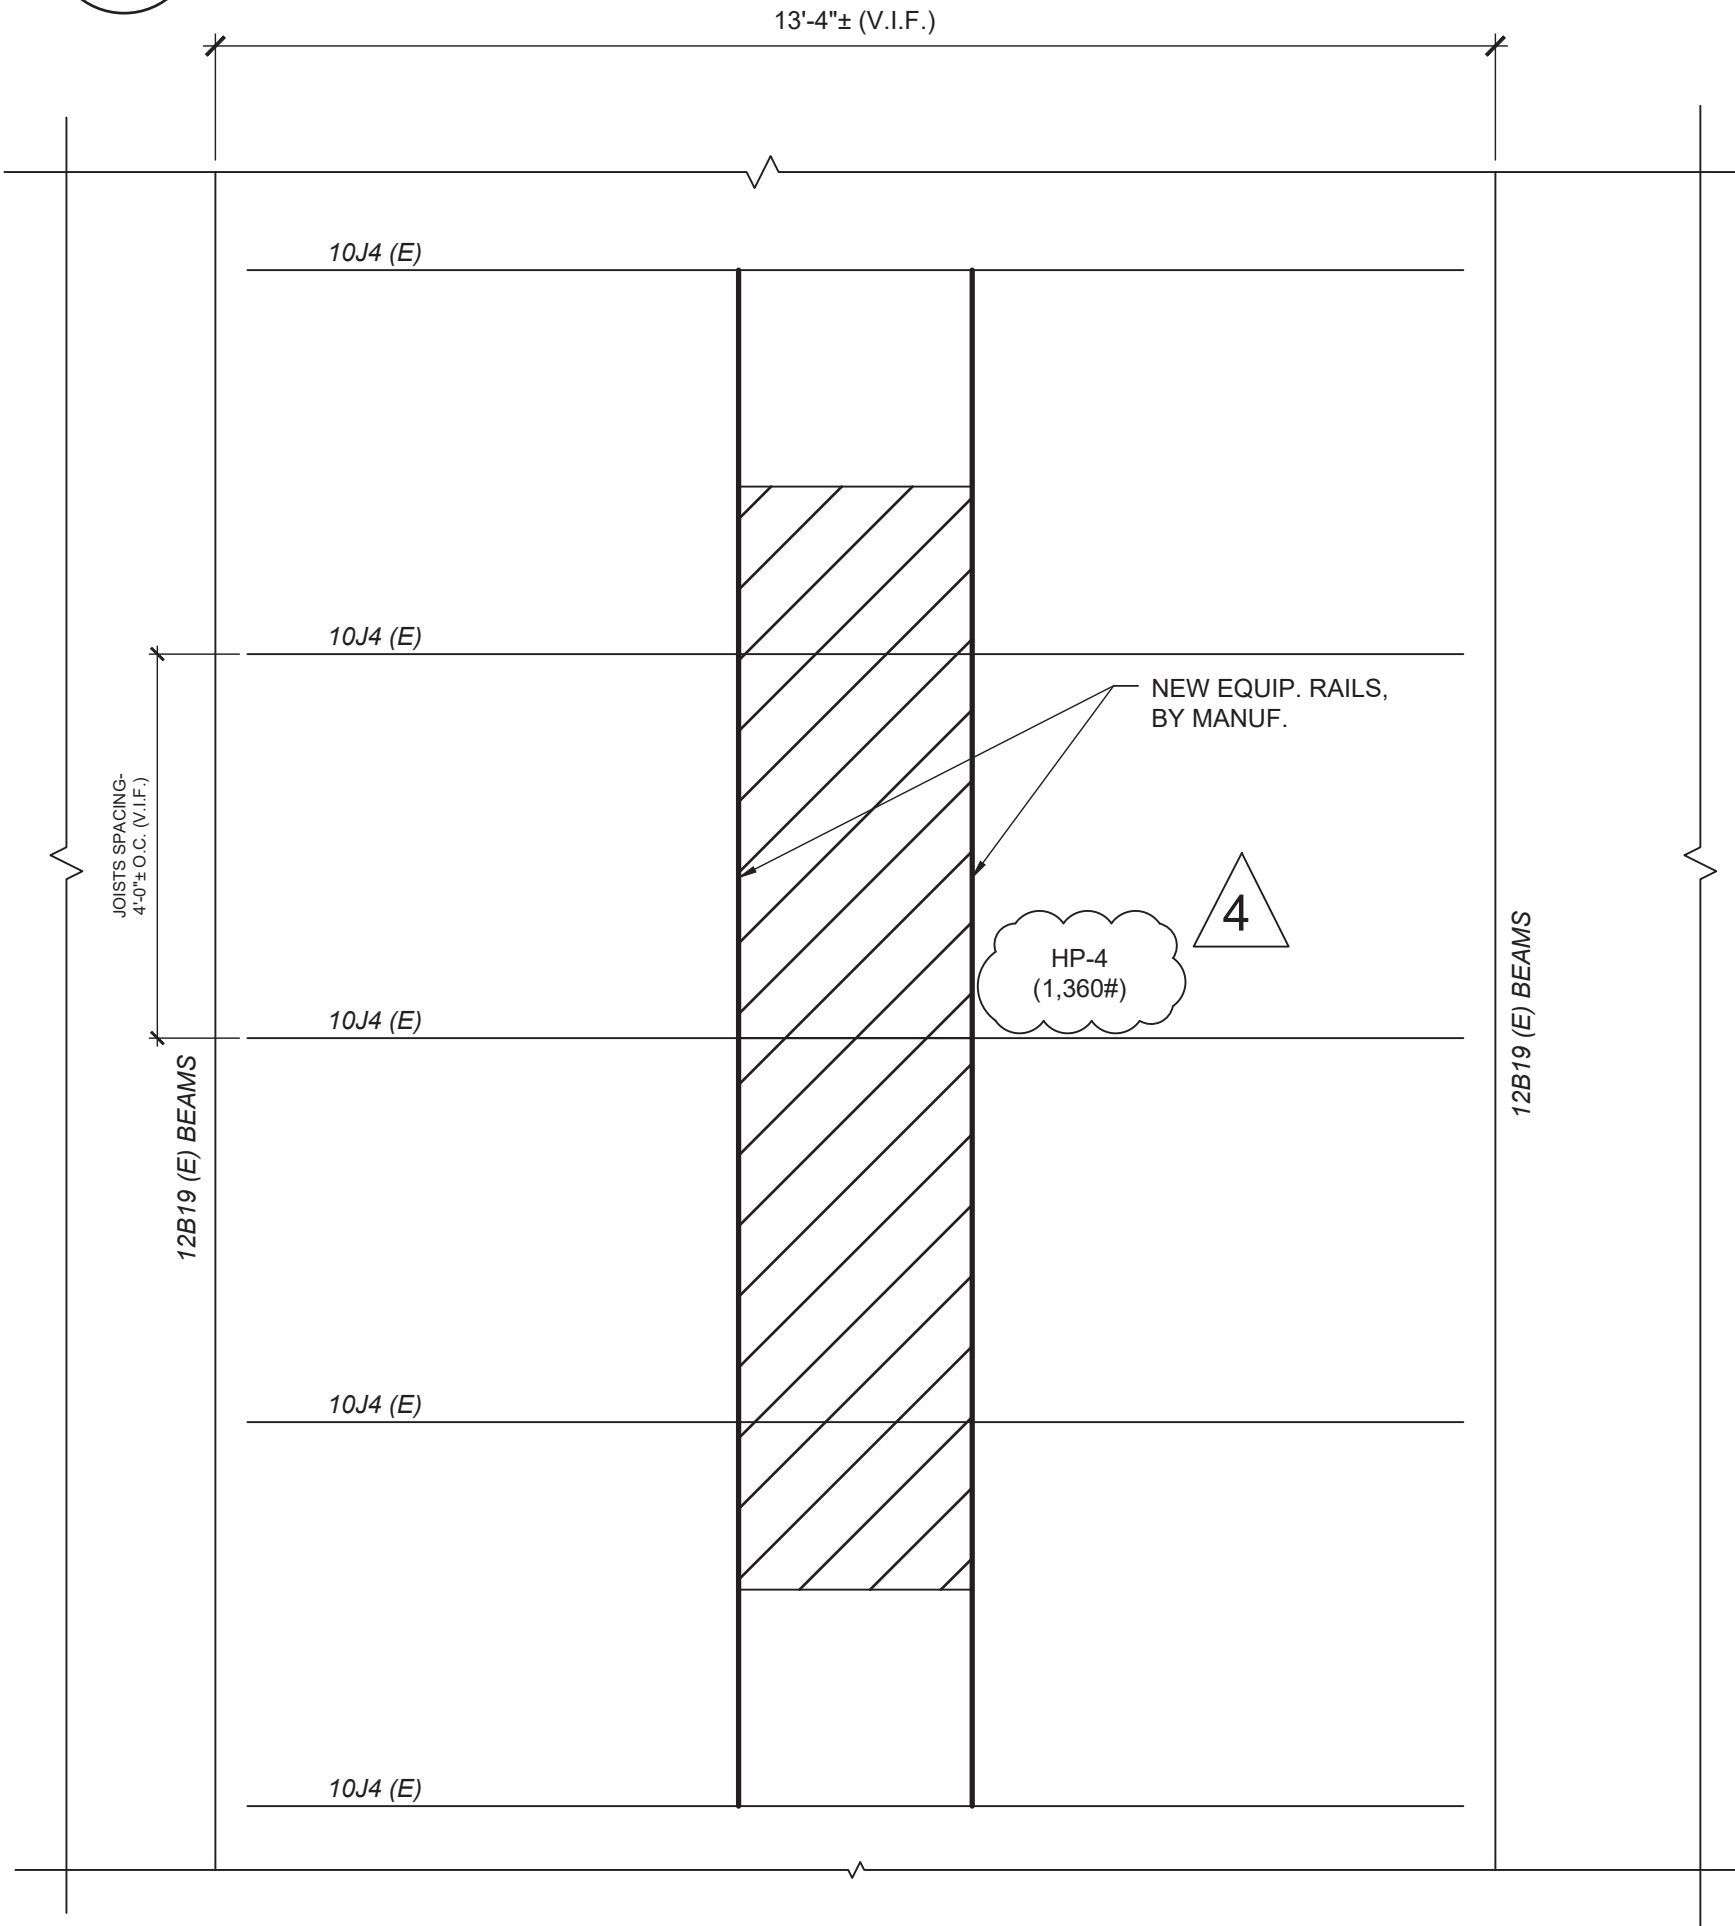 13'-4"± (V.I.F.)
10J4 (E)
10J4 (E)
NEW EQUIP. RAILS,
BY MANUF.
JOISTS SPACING-
4'-0"± O.C. (V.I.F.)
4
HP-4
(1,360#)
10J4 (E)
12B19 (E) BEAMS
12B19 (E) BEAMS
10J4 (E)
10J4 (E)